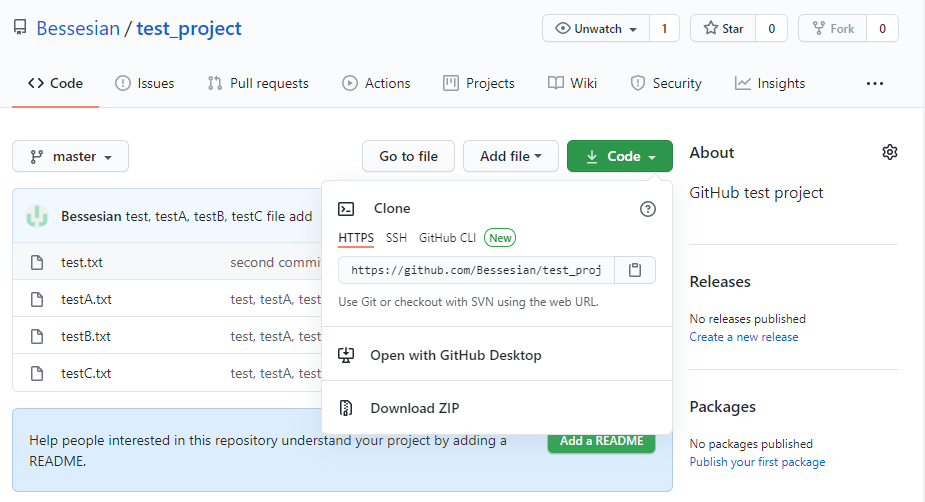 Bessesian / test_project
Unwatch 1
Star 0
Fork 0
Code
Issues
Pull requests
Actions
Projects
Wiki
Security
Insights
master
Go to file
Add file
Code
Bessesian test, testA, testB, testC file add
test.txt second commi
testA.txt test, testA, tes
testB.txt test, testA, tes
testC.txt test, testA, tes
Clone
HTTPS SSH GitHub CLI New
https://github.com/Bessesian/test_proj
Use Git or checkout with SVN using the web URL.
Open with GitHub Desktop
Download ZIP
Help people interested in this repository understand your project by adding a
README.
Add a README
About
GitHub test project
Releases
No releases published
Create a new release
Packages
No packages published
Publish your first package